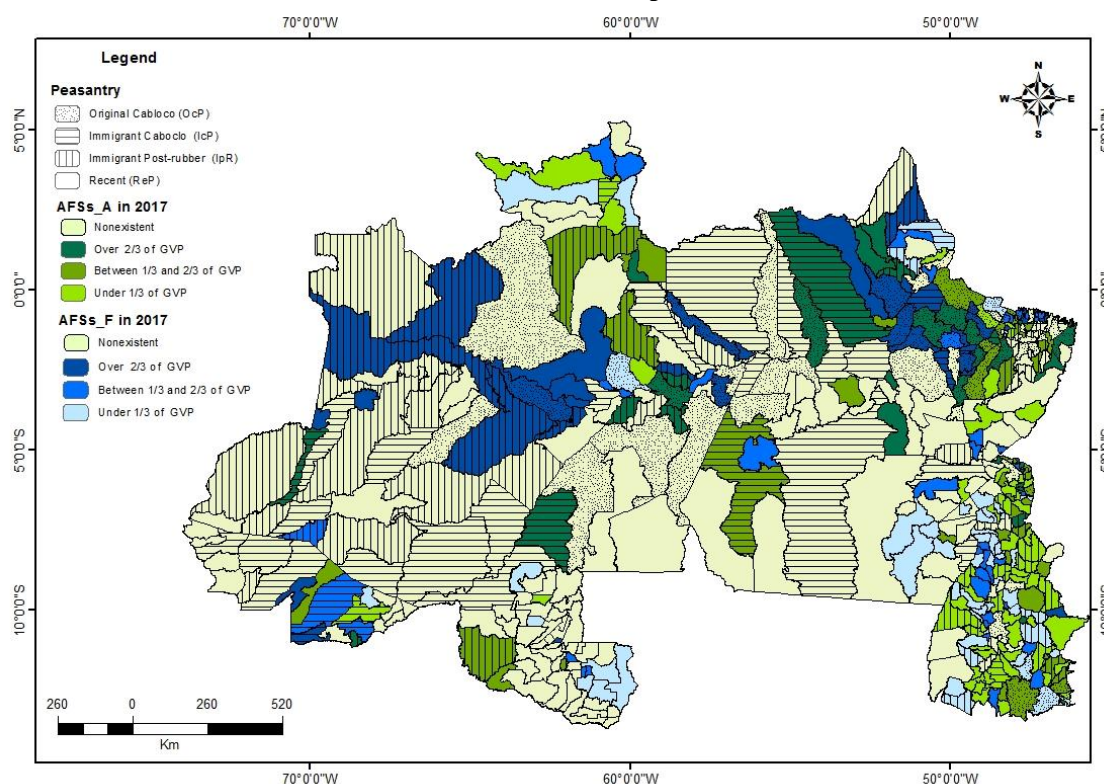 70°0'0"W 60°0'0"W 50°0'0"W
Legend
Peasantry
Original Cabloco (OcP)
Immigrant Caboclo (IcP)
Immigrant Post-rubber (IpR)
Recent (ReP)
AFSs_A in 2017
Nonexistent
Over 2/3 of GVP
Between 1/3 and 2/3 of GVP
Under 1/3 of GVP
AFSs_F in 2017
Nonexistent
Over 2/3 of GVP
Between 1/3 and 2/3 of GVP
Under 1/3 of GVP
N
W E
S
5°0'0"N
0°0'0"
5°0'0"S
10°0'0"S
260 0 260 520
Km
70°0'0"W 60°0'0"W 50°0'0"W